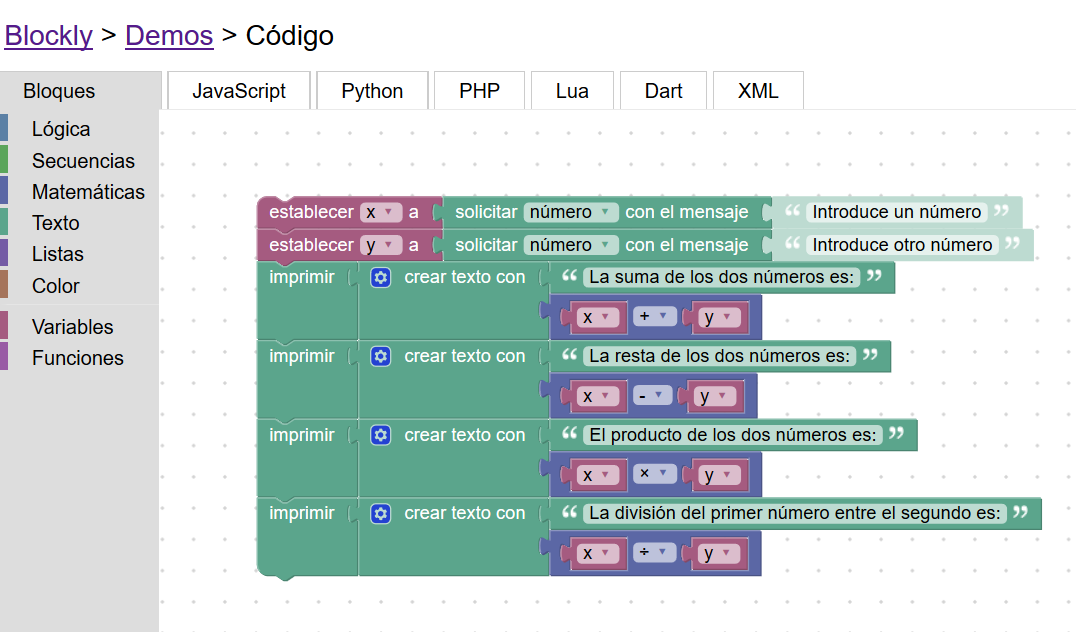 Blockly > Demos > Código
Bloques JavaScript Python PHP Lua Dart XML
Lógica
Secuencias
Matemáticas
Texto
Listas
Color
Variables
Funciones
establecer x a solicitar número con el mensaje “ Introduce un número ”
establecer y a solicitar número con el mensaje “ Introduce otro número ”
imprimir crear texto con “ La suma de los dos números es: ”
x + y
imprimir crear texto con “ La resta de los dos números es: ”
x - y
imprimir crear texto con “ El producto de los dos números es: ”
x × y
imprimir crear texto con “ La división del primer número entre el segundo es: ”
x ÷ y